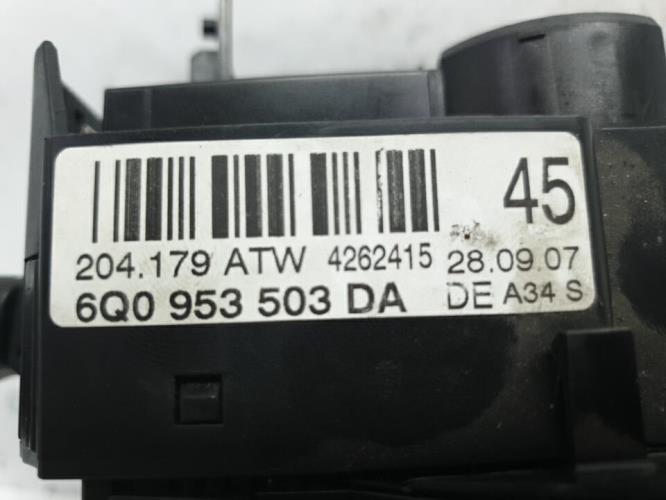 45
204.179 ATW 4262415 28.09.07
6Q0 953 503 DA DE A34 S